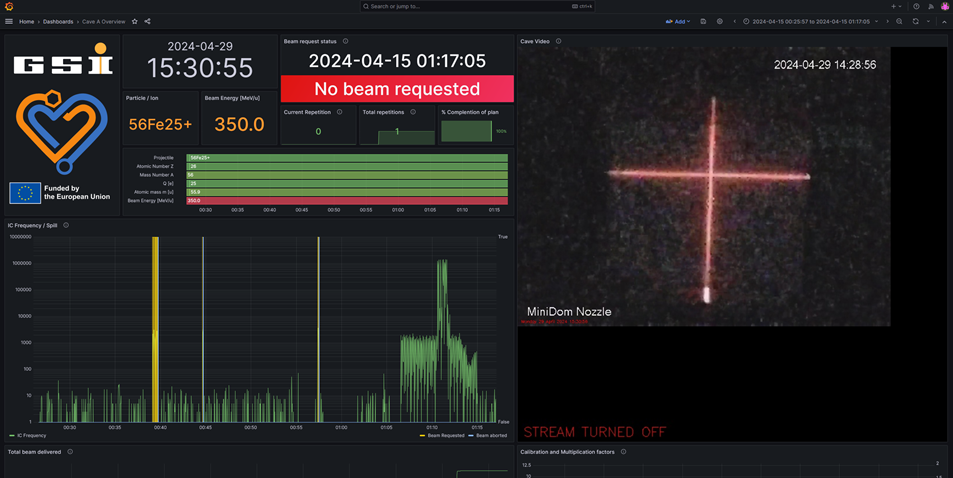 Search or jump to...
ctrl+k
Home > Dashboards > Cave A Overview
Add
2024-04-15 00:25:57 to 2024-04-15 01:17:05
GSI
Funded by
the European Union
2024-04-29
15:30:55
Particle / Ion
56Fe25+
Beam Energy [MeV/u]
350.0
Beam request status
2024-04-15 01:17:05
No beam requested
Current Repetition
0
Total repetitions
1
% Complention of plan
100%
Projectile
56Fe25+
Atomic Number Z
26
Mass Number A
56
Q [e]
25
Atomic mass m [u]
55.9
Beam Energy [MeV/u]
350.0
00:30 00:35 00:40 00:45 00:50 00:55 01:00 01:05 01:10 01:15
IC Frequency / Spill
10000000
1000000
100000
10000
1000
100
10
1
True
False
00:30 00:35 00:40 00:45 00:50 00:55 01:00 01:05 01:10 01:15
IC Frequency
Beam Requested Beam aborted
Total beam delivered
Cave Video
2024-04-29 14:28:56
MiniDom Nozzle
STREAM TURNED OFF
Calibration and Multiplication factors
12.5
10
2
1.5